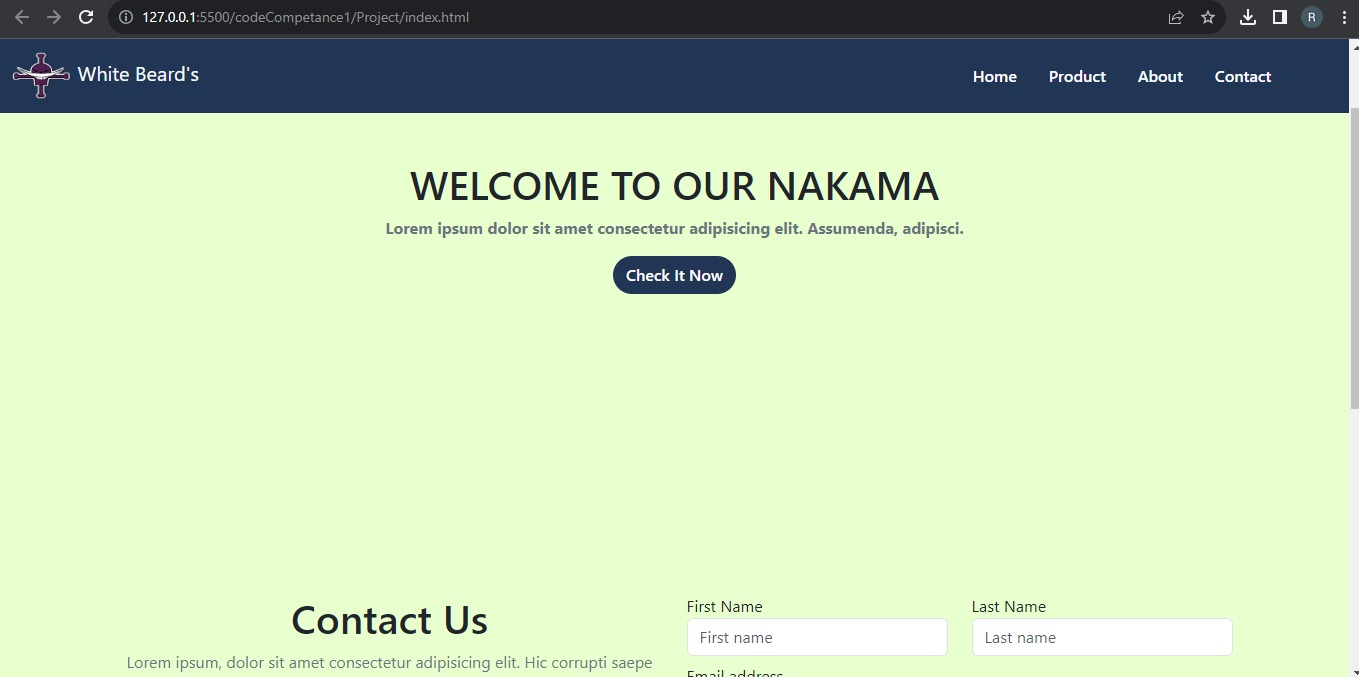 127.0.0.1:5500/codeCompetance1/Project/index.html
R
White Beard's
Home Product About Contact
WELCOME TO OUR NAKAMA
Lorem ipsum dolor sit amet consectetur adipisicing elit. Assumenda, adipisci.
Check It Now
Contact Us
Lorem ipsum, dolor sit amet consectetur adipisicing elit. Hic corrupti saepe
First Name Last Name
First name Last name
Email address